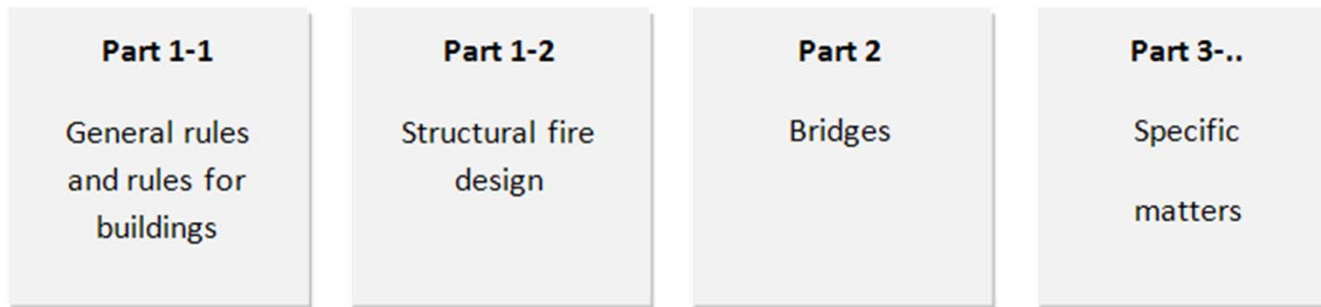 Part 1-1
General rules
and rules for
buildings
Part 1-2
Structural fire
design
Part 2
Bridges
Part 3-..
Specific
matters